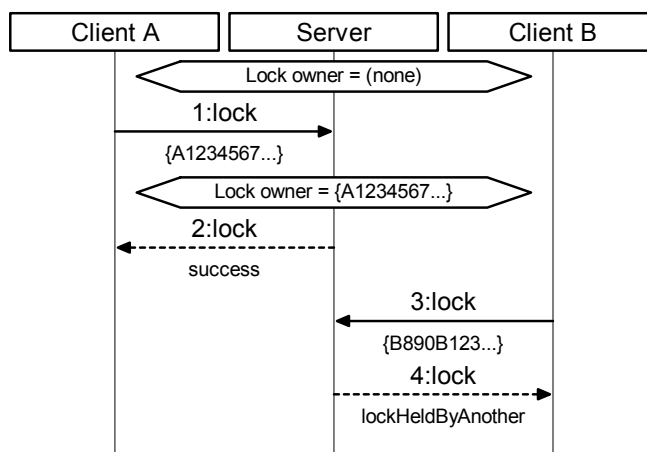 Client A
Server
Client B
Lock owner = (none)
1:lock
{A1234567...}
Lock owner = {A1234567...}
2:lock
success
3:lock
{B890B123...}
4:lock
lockHeldByAnother